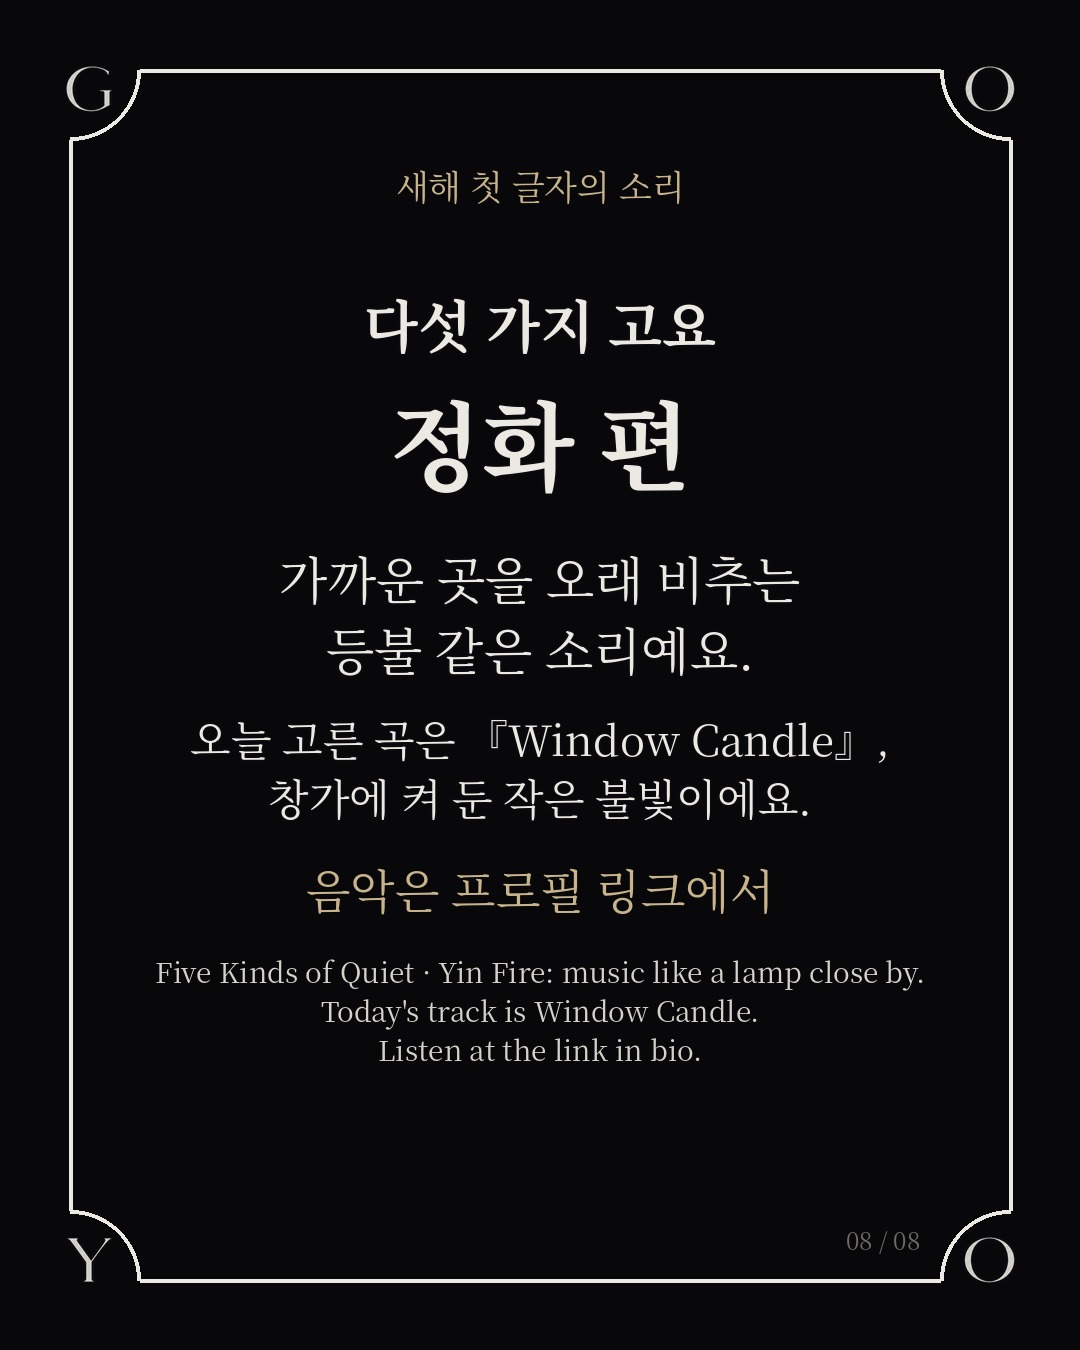 G O
새해 첫 글자의 소리
다섯 가지 고요
정화 편
가까운 곳을 오래 비추는
등불 같은 소리예요.
오늘 고른 곡은 『Window Candle』,
창가에 켜 둔 작은 불빛이에요.
음악은 프로필 링크에서
Five Kinds of Quiet · Yin Fire: music like a lamp close by.
Today's track is Window Candle.
Listen at the link in bio.
08 / 08
Y O